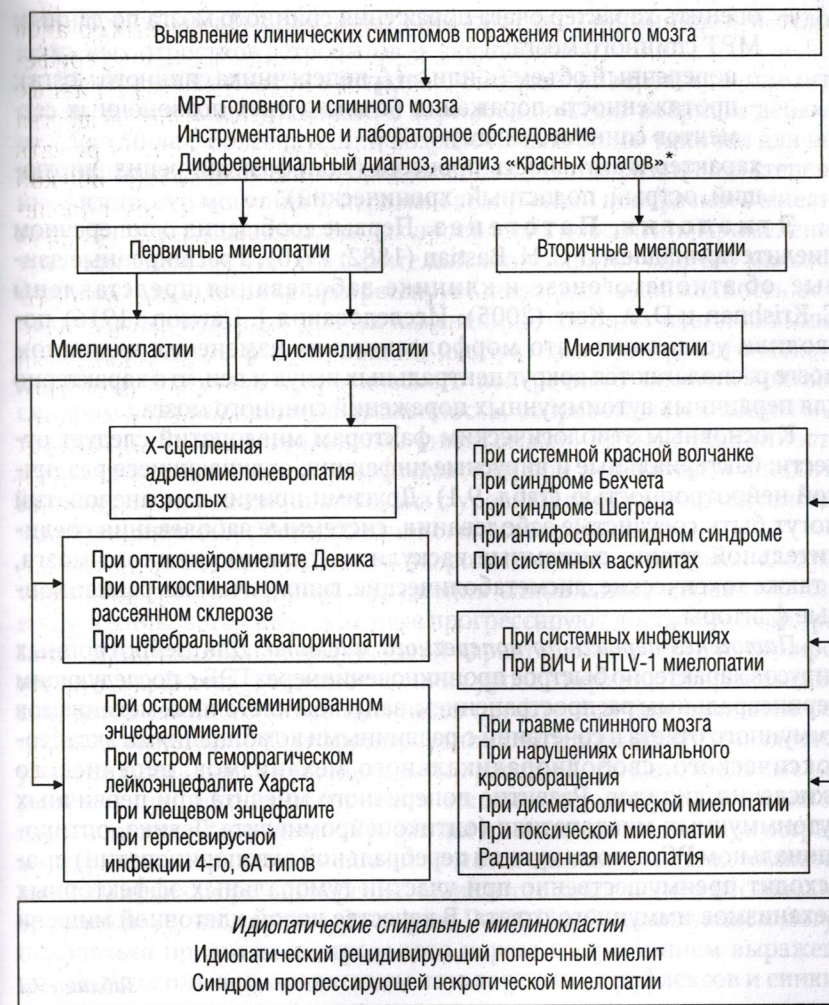 Выявление клинических симптомов поражения спинного мозга
МРТ головного и спинного мозга
Инструментальное и лабораторное обследование
Дифференциальный диагноз, анализ «красных флагов»*
Первичные миелопатии
Вторичные миелопатиии
Миелинокластии
Дисмиелинопатии
Миелинокластии
Х-сцепленная
адреномиелоневропатия
взрослых
При системной красной волчанке
При синдроме Бехчета
При синдроме Шегрена
При антифосфолипидном синдроме
При системных васкулитах
При оптиконейромиелите Девика
При оптикоспинальном
рассеянном склерозе
При церебральной аквапоринопатии
При системных инфекциях
При ВИЧ и HTLV-1 миелопатии
При остром диссеминированном
энцефаломиелите
При остром геморрагическом
лейкоэнцефалите Харста
При клещевом энцефалите
При герпесвирусной
инфекции 4-го, 6А типов
При травме спинного мозга
При нарушениях спинального
кровообращения
При дисметаболической миелопатии
При токсической миелопатии
Радиационная миелопатия
Идиопатические спинальные миелинокластии
Идиопатический рецидивирующий поперечный миелит
Синдром прогрессирующей некротической миелопатии